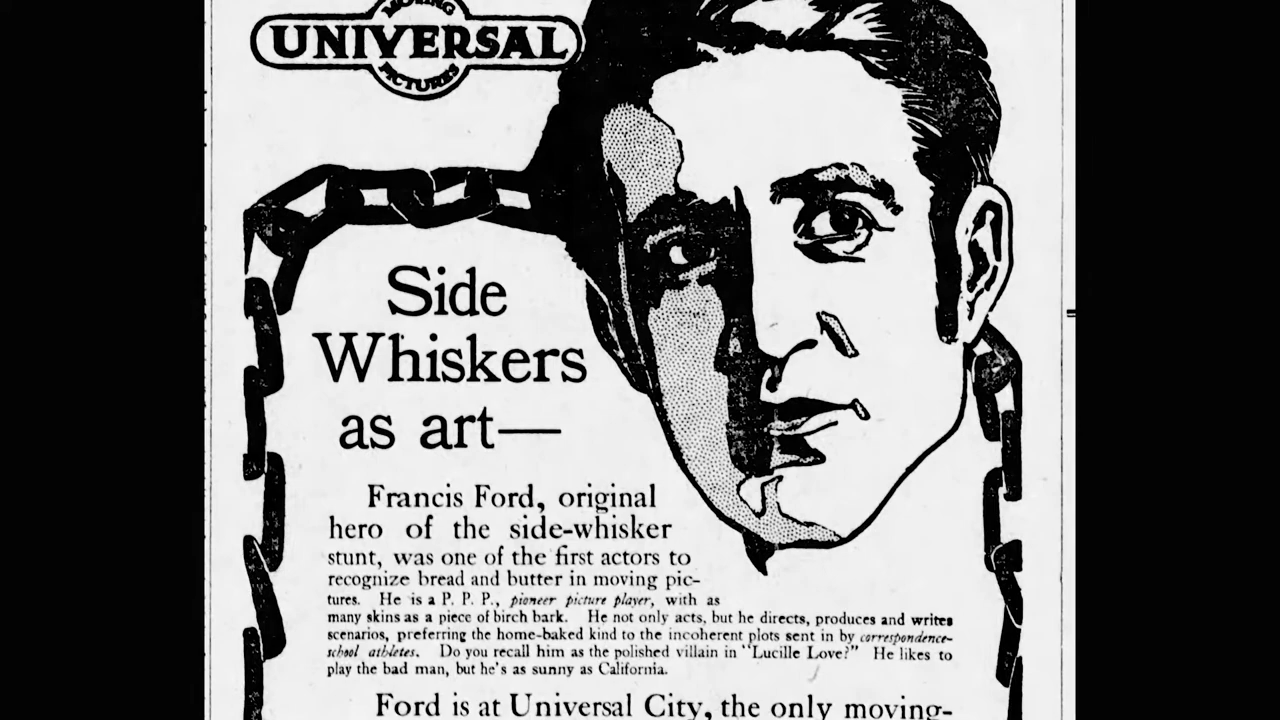 MOVING
UNIVERSAL
PICTURES
Side
Whiskers
as art—
Francis Ford, original
hero of the side-whisker
stunt, was one of the first actors to
recognize bread and butter in moving pic-
tures. He is a P. P. P., pioneer picture player, with as
many skins as a piece of birch bark. He not only acts, but he directs, produces and writes
scenarios, preferring the home-baked kind to the incoherent plots sent in by correspondence-
school athletes. Do you recall him as the polished villain in "Lucille Love?" He likes to
play the bad man, but he's as sunny as California.
Ford is at Universal City, the only moving-